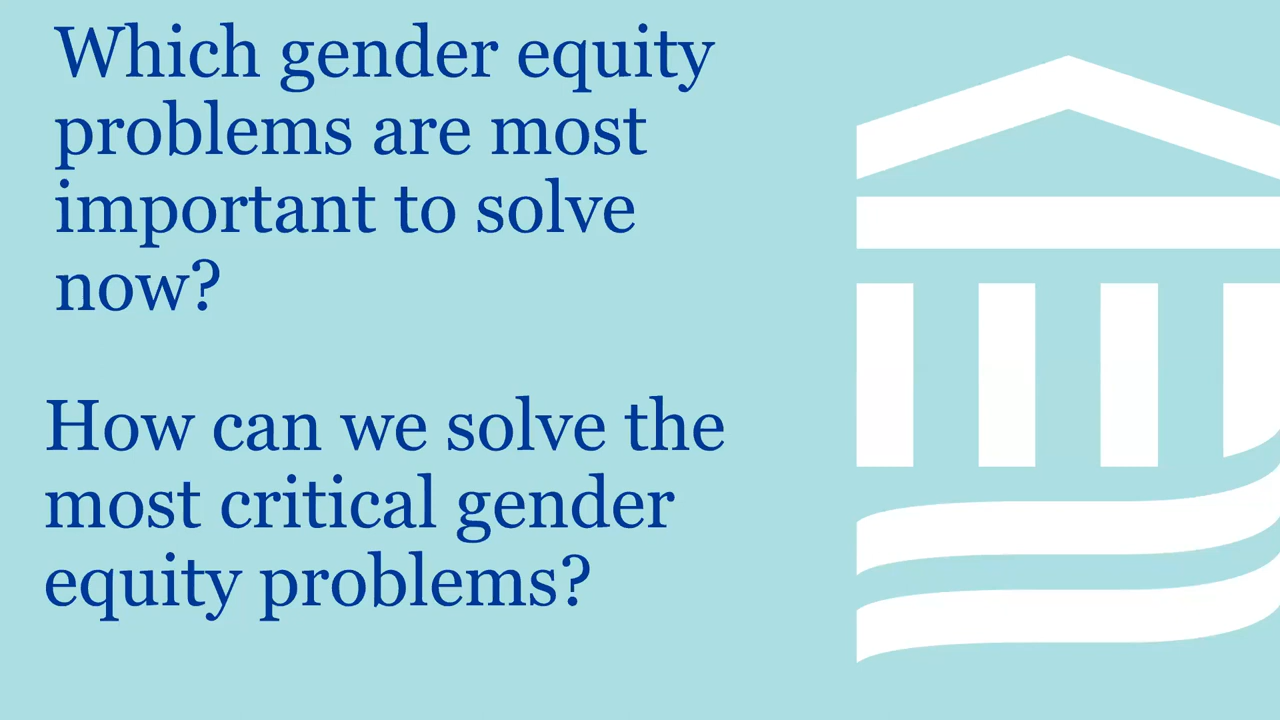 Which gender equity
problems are most
important to solve
now?
How can we solve the
most critical gender
equity problems?